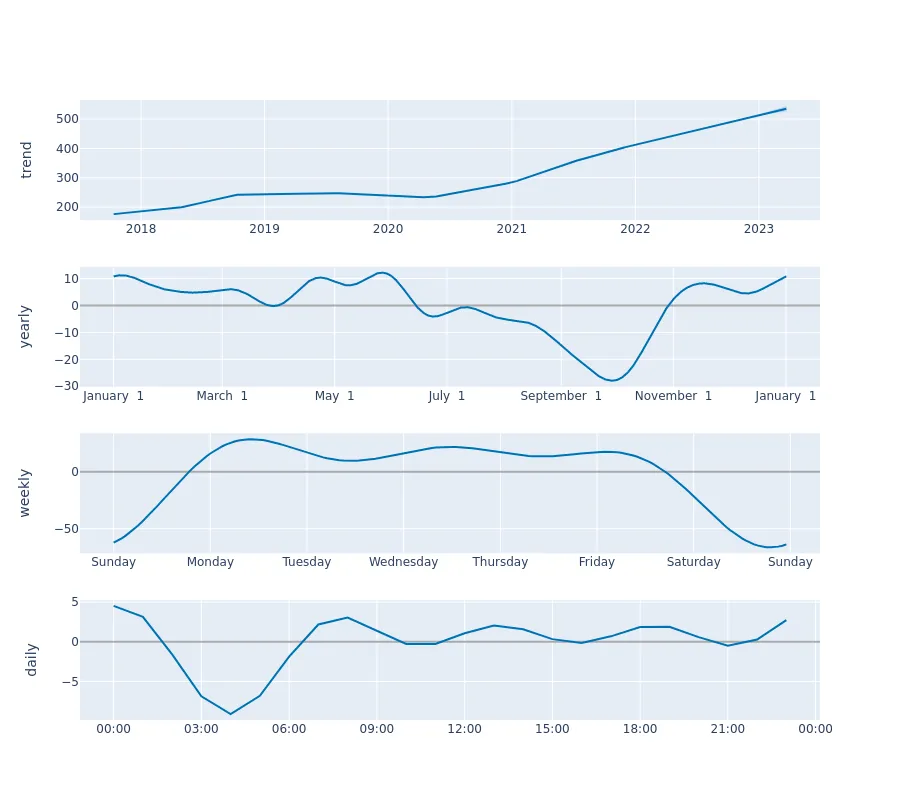 trend
500
400
300
200
2018 2019 2020 2021 2022 2023
yearly
10
0
−10
−20
−30
January 1 March 1 May 1 July 1 September 1 November 1 January 1
weekly
0
−50
Sunday Monday Tuesday Wednesday Thursday Friday Saturday Sunday
daily
5
0
−5
00:00 03:00 06:00 09:00 12:00 15:00 18:00 21:00 00:00